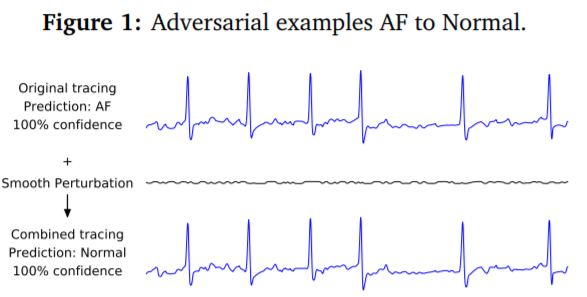 Figure 1: Adversarial examples AF to Normal.
Original tracing
Prediction: AF
100% confidence
+
Smooth Perturbation
Combined tracing
Prediction: Normal
100% confidence